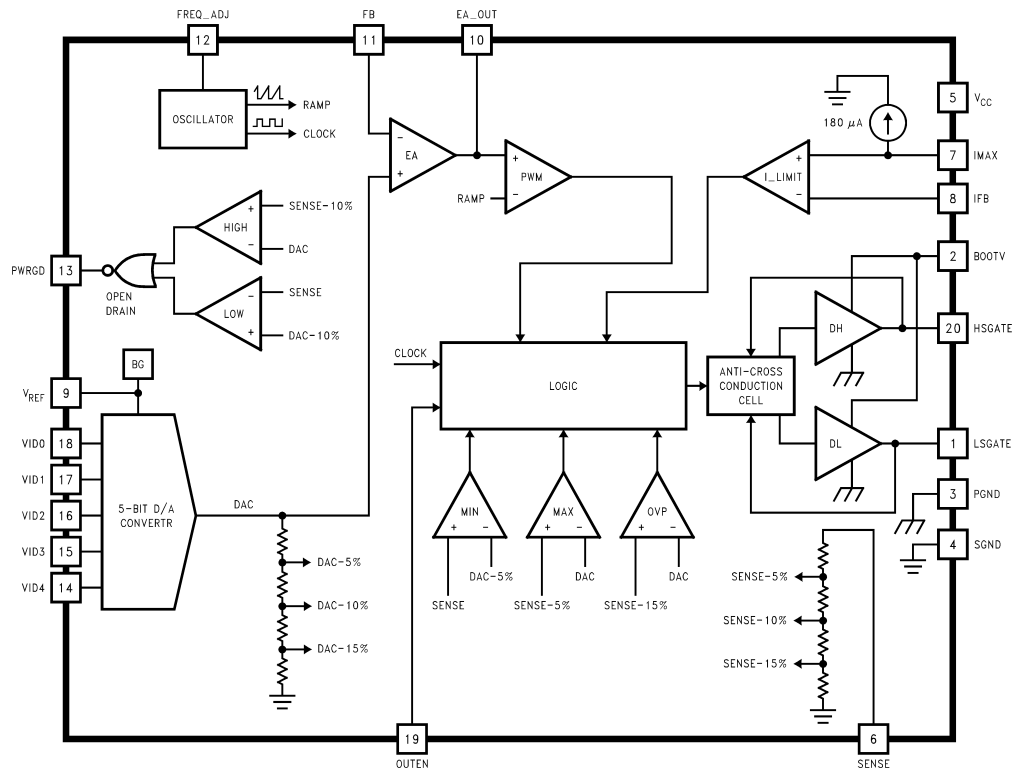 FREQ_ADJ
12
FB
11
EA_OUT
10
OSCILLATOR
RAMP
CLOCK
5
VCC
180 µA
7
IMAX
8
IFB
−
EA
+
+
PWM
RAMP
−
+
I_LIMIT
−
+
HIGH
−
SENSE-10%
DAC
PWRGD
13
OPEN
DRAIN
−
LOW
+
SENSE
DAC-10%
2
BOOTV
DH
20
HSGATE
CLOCK
LOGIC
ANTI-CROSS
CONDUCTION
CELL
DL
1
LSGATE
BG
VREF
9
VID0
18
VID1
17
VID2
16
VID3
15
VID4
14
5-BIT D/A
CONVERTR
DAC
DAC-5%
DAC-10%
DAC-15%
MIN
+ −
SENSE
DAC-5%
MAX
+ −
SENSE-5%
DAC
OVP
+ −
SENSE-15%
DAC
3
PGND
4
SGND
SENSE-5%
SENSE-10%
SENSE-15%
19
OUTEN
6
SENSE